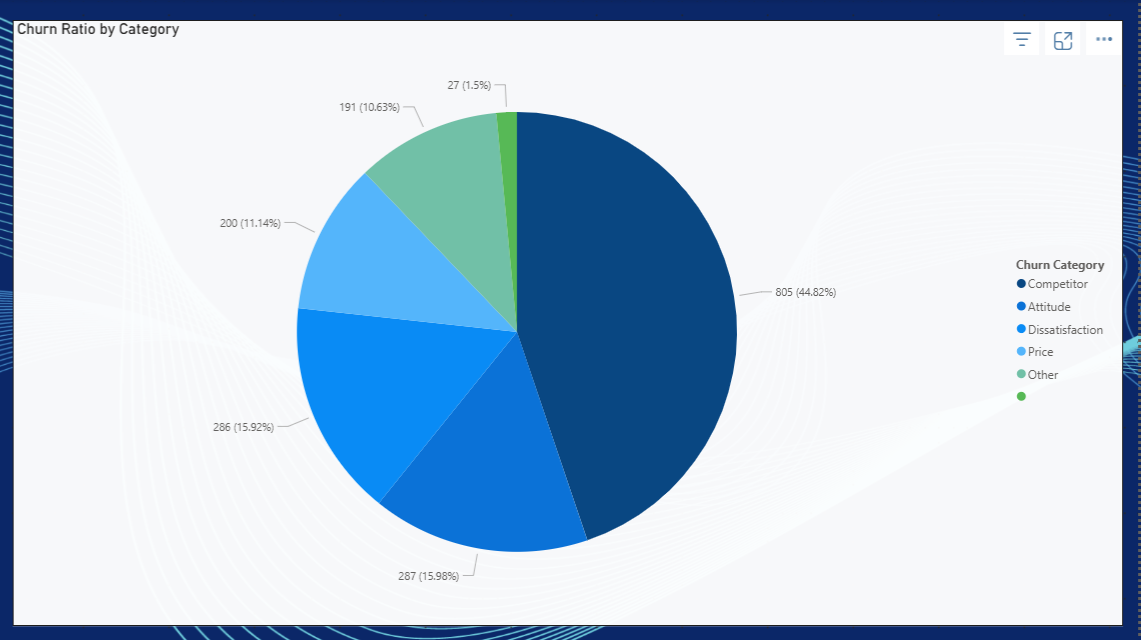 Churn Ratio by Category
27 (1.5%)
191 (10.63%)
200 (11.14%)
805 (44.82%)
286 (15.92%)
287 (15.98%)
Churn Category
Competitor
Attitude
Dissatisfaction
Price
Other